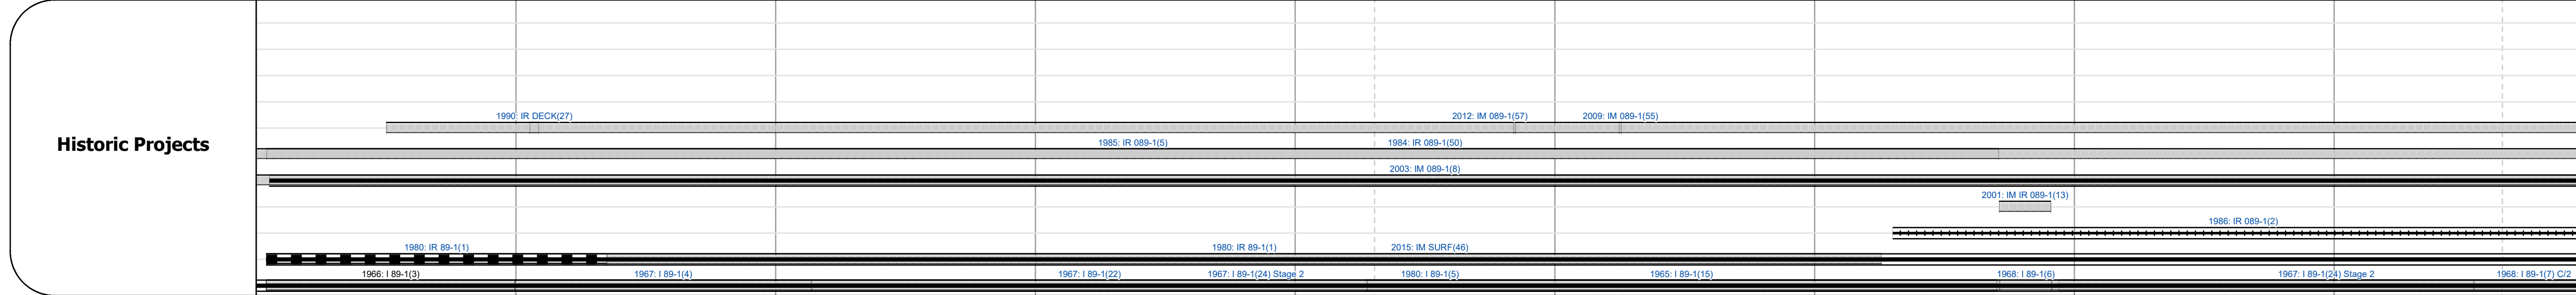 Historic Projects
1990: IR DECK(27) 2012: IM 089-1(57) 2009: IM 089-1(55)
1985: IR 089-1(5) 1984: IR 089-1(50)
2003: IM 089-1(8)
2001: IM IR 089-1(13)
1986: IR 089-1(2)
1980: IR 89-1(1) 1980: IR 89-1(1) 2015: IM SURF(46)
1966: I 89-1(3) 1967: I 89-1(4) 1967: I 89-1(22) 1967: I 89-1(24) Stage 2 1980: I 89-1(5) 1965: I 89-1(15) 1968: I 89-1(6) 1967: I 89-1(24) Stage 2 1968: I 89-1(7) C/2